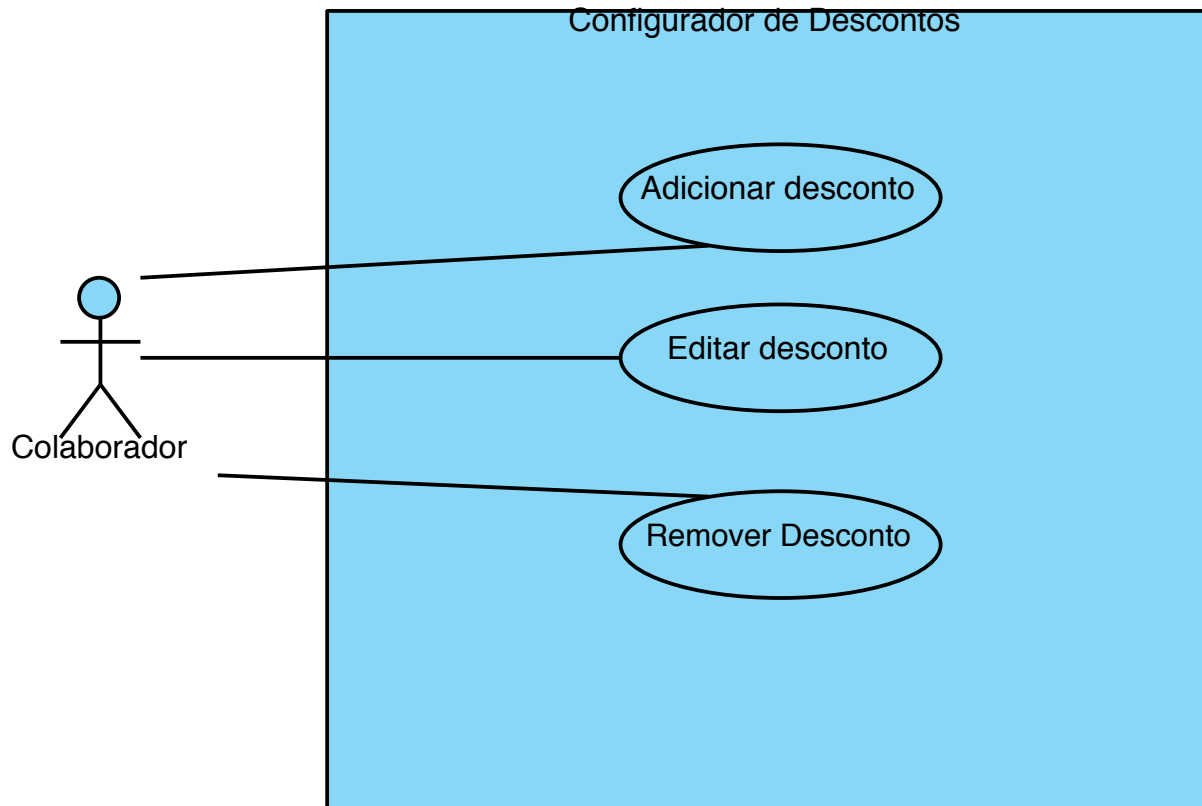 Configurador de Descontos
Adicionar desconto
Editar desconto
Colaborador
Remover Desconto